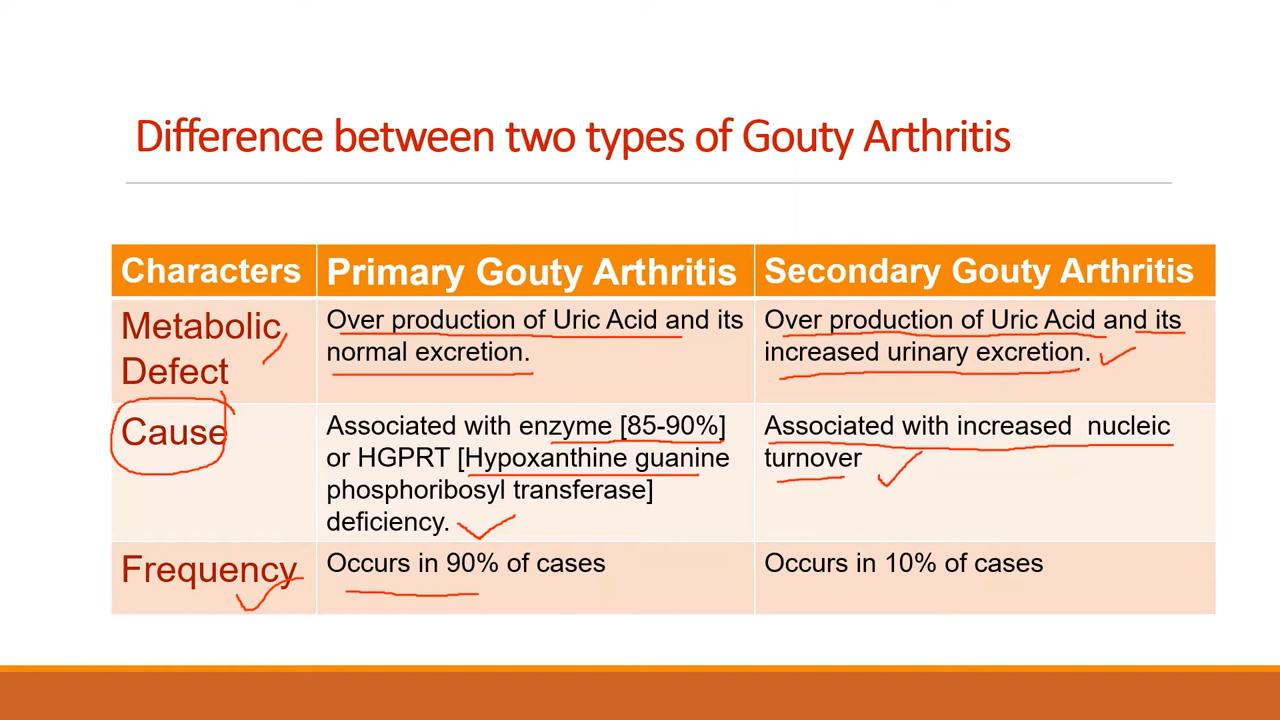 Difference between two types of Gouty Arthritis
Characters
Primary Gouty Arthritis
Secondary Gouty Arthritis
Metabolic
Defect
Over production of Uric Acid and its
normal excretion.
Over production of Uric Acid and its
increased urinary excretion.
Cause
Associated with enzyme [85-90%]
or HGPRT [Hypoxanthine guanine
phosphoribosyl transferase]
deficiency.
Associated with increased nucleic
turnover
Frequency
Occurs in 90% of cases
Occurs in 10% of cases